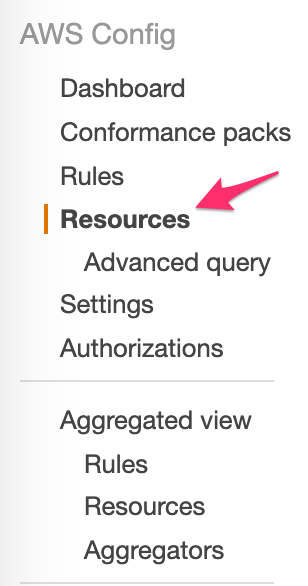 AWS Config
Dashboard
Conformance packs
Rules
Resources
Advanced query
Settings
Authorizations
Aggregated view
Rules
Resources
Aggregators